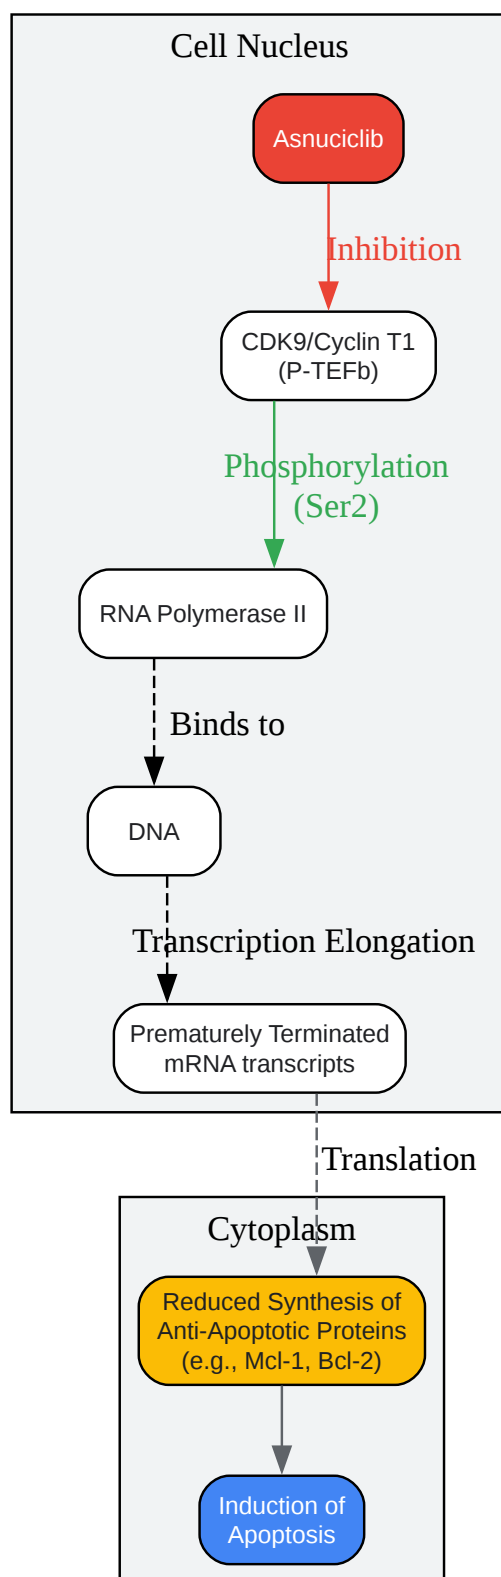 Cell Nucleus
Asnuciclib
Inhibition
CDK9/Cyclin T1
(P-TEFb)
Phosphorylation
(Ser2)
RNA Polymerase II
Binds to
DNA
Transcription Elongation
Prematurely Terminated
mRNA transcripts
Translation
Cytoplasm
Reduced Synthesis of
Anti-Apoptotic Proteins
(e.g., Mcl-1, Bcl-2)
Induction of
Apoptosis